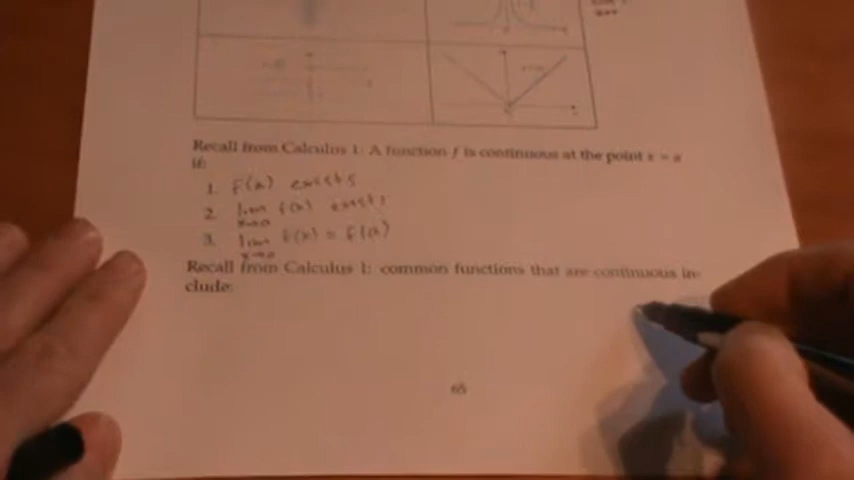 Recall from Calculus 1: A function f is continuous at the point x = a
if:
1. f(a) exists
2. lim f(x) exists
x→a
3. lim f(x) = f(a)
x→a
Recall from Calculus 1: common functions that are continuous in-
clude:
65